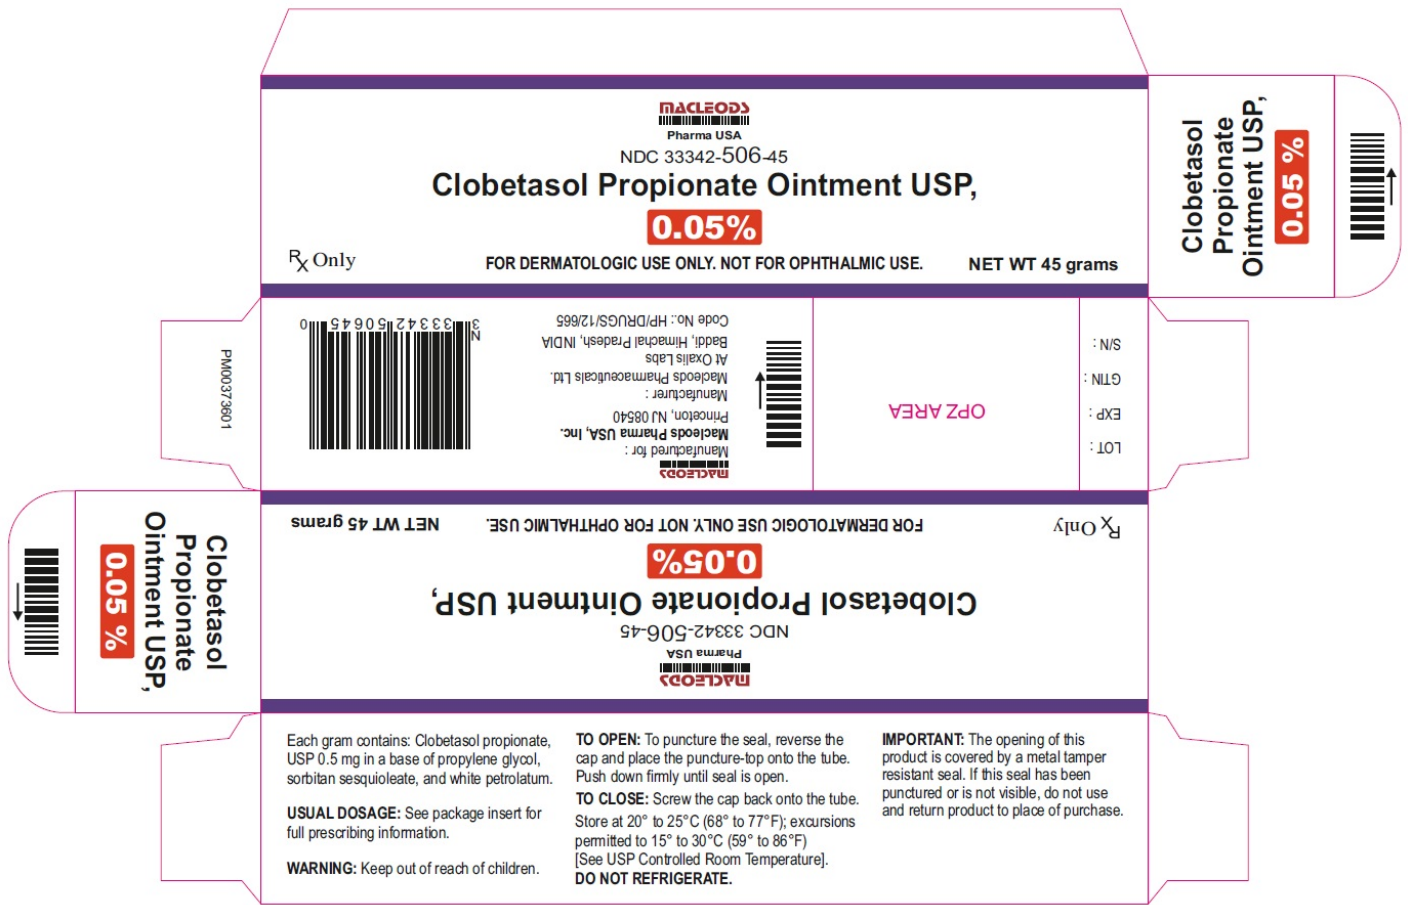 MACLEODS
Pharma USA
NDC 33342-506-45
Clobetasol Propionate Ointment USP,
0.05%
Rx Only
FOR DERMATOLOGIC USE ONLY. NOT FOR OPHTHALMIC USE.
NET WT 45 grams
Clobetasol
Propionate
Ointment USP,
0.05 %
PM00373601
N
3 33342 50645 0
MACLEODS
Manufactured for :
Macleods Pharma USA, Inc.
Princeton, NJ 08540
Manufacturer :
Macleods Pharmaceuticals Ltd.
At Oxalis Labs
Baddi, Himachal Pradesh, INDIA
Code No.: HP/DRUGS/12/665
OPZ AREA
LOT :
EXP :
GTIN :
S/N :
Clobetasol
Propionate
Ointment USP,
0.05 %
MACLEODS
Pharma USA
NDC 33342-506-45
Clobetasol Propionate Ointment USP,
0.05%
Rx Only
FOR DERMATOLOGIC USE ONLY. NOT FOR OPHTHALMIC USE.
NET WT 45 grams
Each gram contains: Clobetasol propionate,
USP 0.5 mg in a base of propylene glycol,
sorbitan sesquioleate, and white petrolatum.
USUAL DOSAGE: See package insert for
full prescribing information.
WARNING: Keep out of reach of children.
TO OPEN: To puncture the seal, reverse the
cap and place the puncture-top onto the tube.
Push down firmly until seal is open.
TO CLOSE: Screw the cap back onto the tube.
Store at 20° to 25°C (68° to 77°F); excursions
permitted to 15° to 30°C (59° to 86°F)
[See USP Controlled Room Temperature].
DO NOT REFRIGERATE.
IMPORTANT: The opening of this
product is covered by a metal tamper
resistant seal. If this seal has been
punctured or is not visible, do not use
and return product to place of purchase.